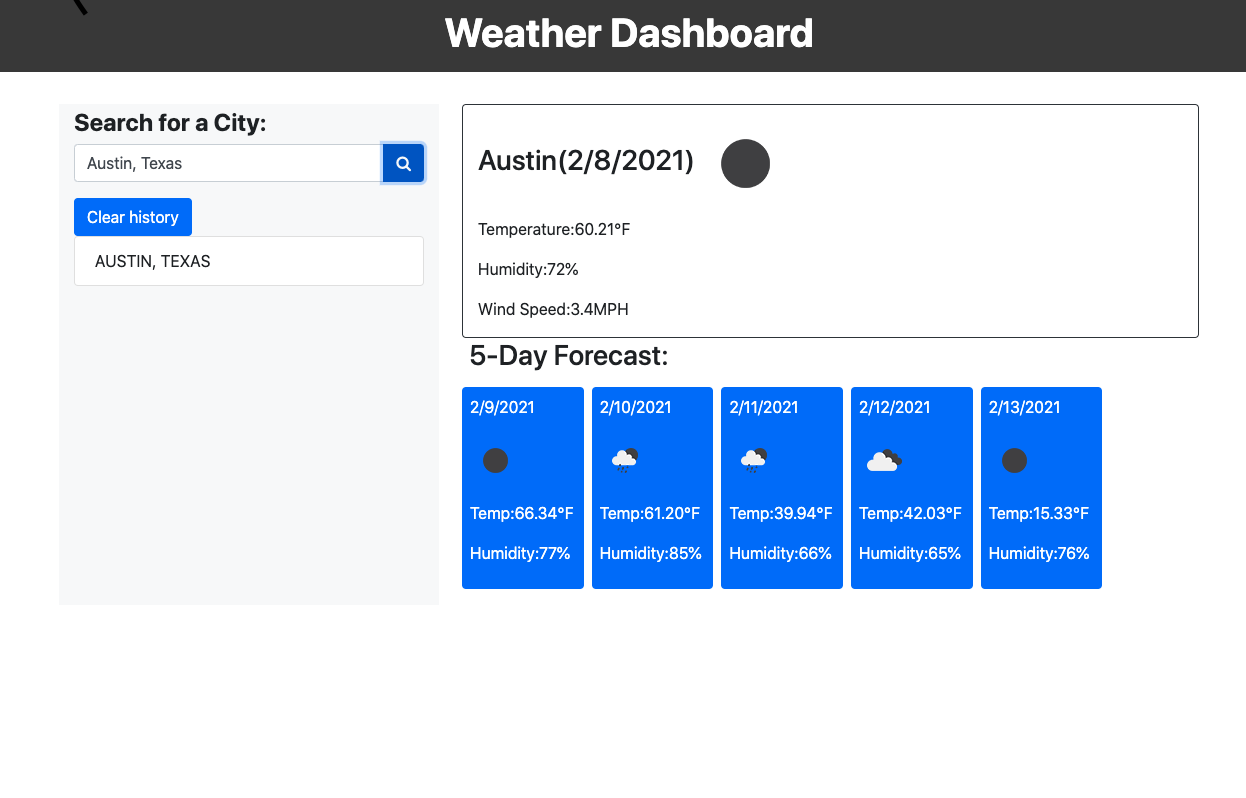 Weather Dashboard
Search for a City:
Austin, Texas
Clear history
AUSTIN, TEXAS
Austin(2/8/2021)
Temperature:60.21°F
Humidity:72%
Wind Speed:3.4MPH
5-Day Forecast:
2/9/2021
Temp:66.34°F
Humidity:77%
2/10/2021
Temp:61.20°F
Humidity:85%
2/11/2021
Temp:39.94°F
Humidity:66%
2/12/2021
Temp:42.03°F
Humidity:65%
2/13/2021
Temp:15.33°F
Humidity:76%